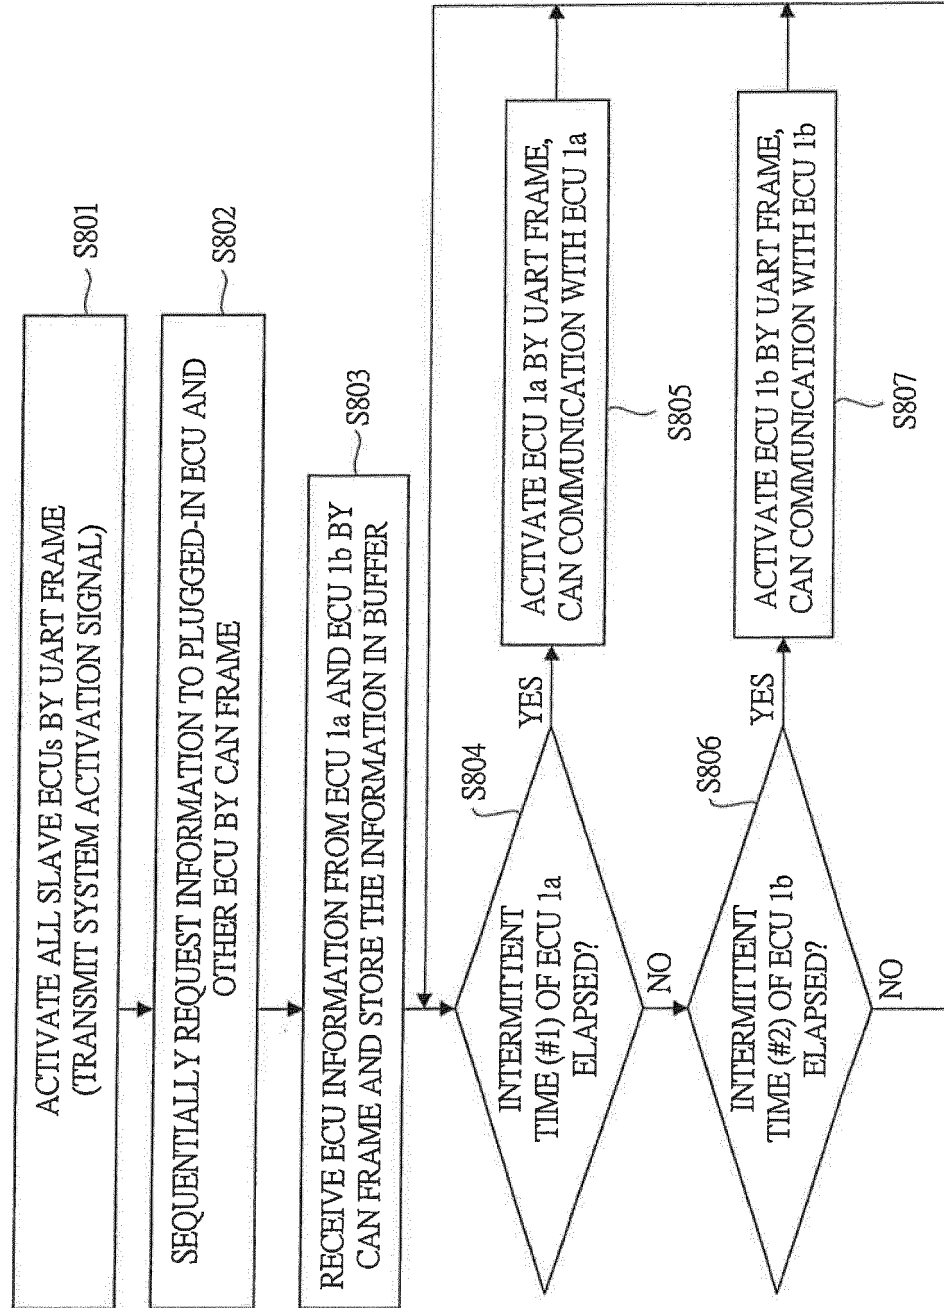 ACTIVATE ALL SLAVE ECUs BY UART FRAME
(TRANSMIT SYSTEM ACTIVATION SIGNAL)
S801
SEQUENTIALLY REQUEST INFORMATION TO PLUGGED-IN ECU AND
OTHER ECU BY CAN FRAME
S802
RECEIVE ECU INFORMATION FROM ECU 1a AND ECU 1b BY
CAN FRAME AND STORE THE INFORMATION IN BUFFER
S803
INTERMITTENT
TIME (#1) OF ECU 1a
ELAPSED?
S804
YES
NO
ACTIVATE ECU 1a BY UART FRAME,
CAN COMMUNICATION WITH ECU 1a
S805
INTERMITTENT
TIME (#2) OF ECU 1b
ELAPSED?
S806
YES
NO
ACTIVATE ECU 1b BY UART FRAME,
CAN COMMUNICATION WITH ECU 1b
S807